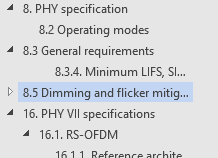 8. PHY specification
8.2 Operating modes
8.3 General requirements
8.3.4. Minimum LIFS, SI...
8.5 Dimming and flicker mitig...
16. PHY VII specifications
16.1. RS-OFDM
16.1.1. Reference archite...